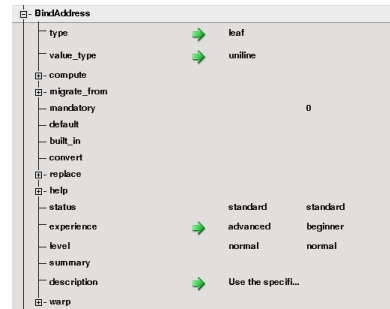 BindAddress
type leaf
value_type uniline
compute
migrate_from
mandatory 0
default
built_in
convert
replace
help
status standard standard
experience advanced beginner
level normal normal
summary
description Use the specifi...
warp